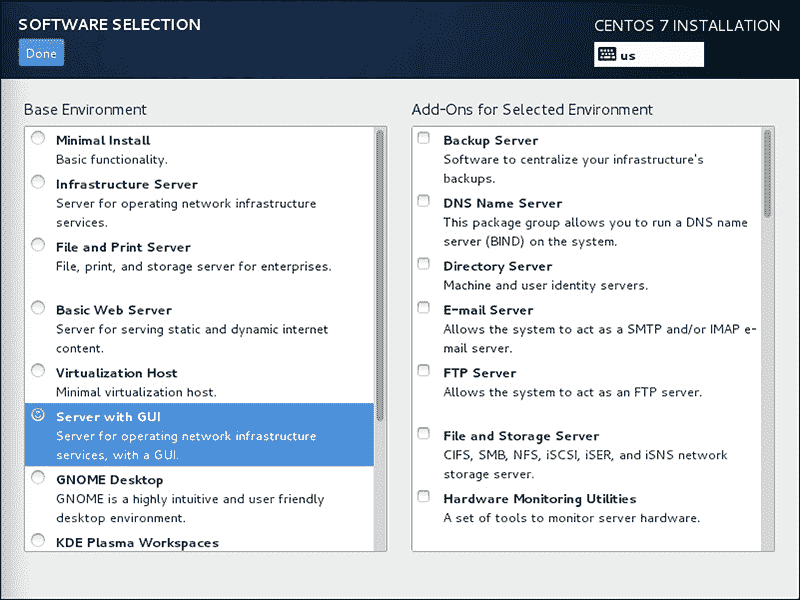 SOFTWARE SELECTION
CENTOS 7 INSTALLATION
Done
us
Base Environment
Minimal Install
Basic functionality.
Infrastructure Server
Server for operating network infrastructure
services.
File and Print Server
File, print, and storage server for enterprises.
Basic Web Server
Server for serving static and dynamic internet
content.
Virtualization Host
Minimal virtualization host.
Server with GUI
Server for operating network infrastructure
services, with a GUI.
GNOME Desktop
GNOME is a highly intuitive and user friendly
desktop environment.
KDE Plasma Workspaces
Add-Ons for Selected Environment
Backup Server
Software to centralize your infrastructure's
backups.
DNS Name Server
This package group allows you to run a DNS name
server (BIND) on the system.
Directory Server
Machine and user identity servers.
E-mail Server
Allows the system to act as a SMTP and/or IMAP e-
mail server.
FTP Server
Allows the system to act as an FTP server.
File and Storage Server
CIFS, SMB, NFS, iSCSI, iSER, and iSNS network
storage server.
Hardware Monitoring Utilities
A set of tools to monitor server hardware.